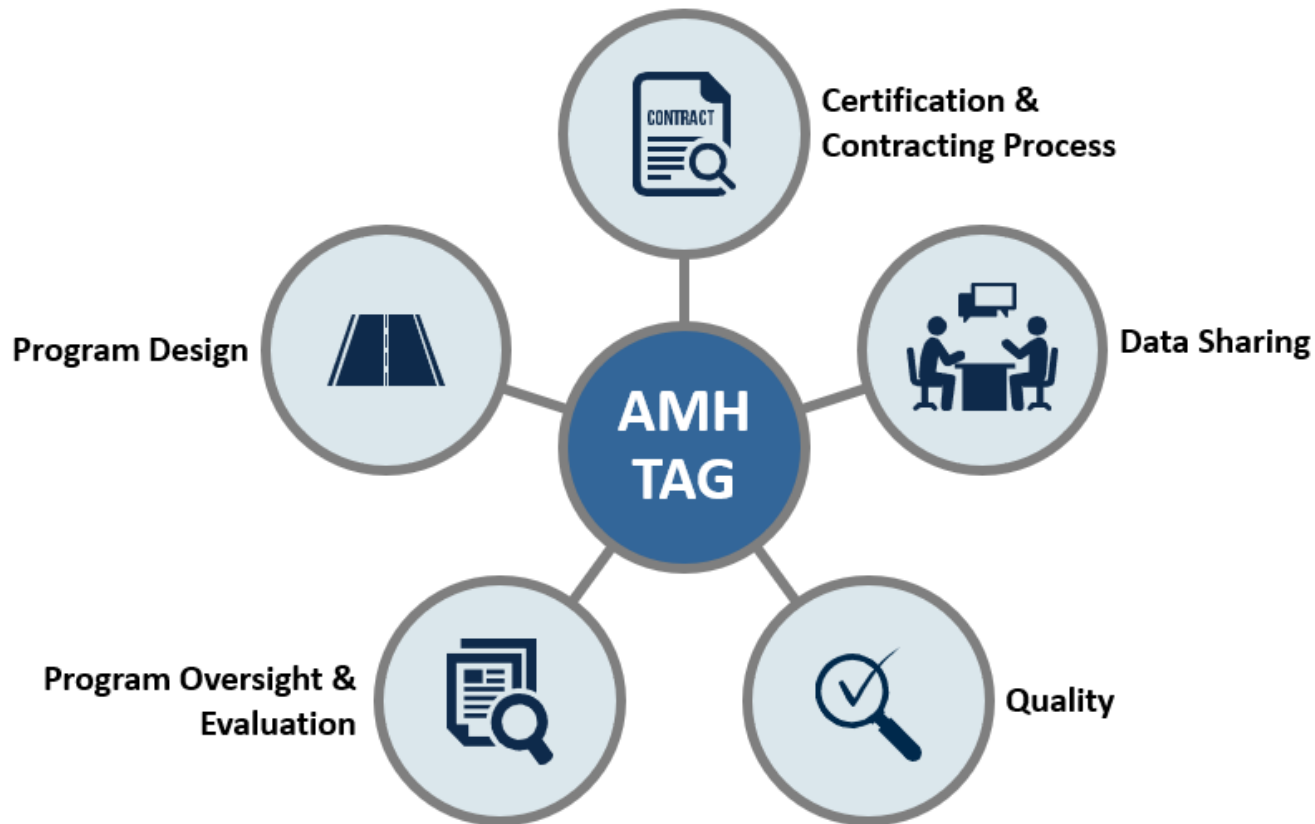 CONTRACT
Certification &
Contracting Process
Program Design
Data Sharing
AMH
TAG
Program Oversight &
Evaluation
Quality